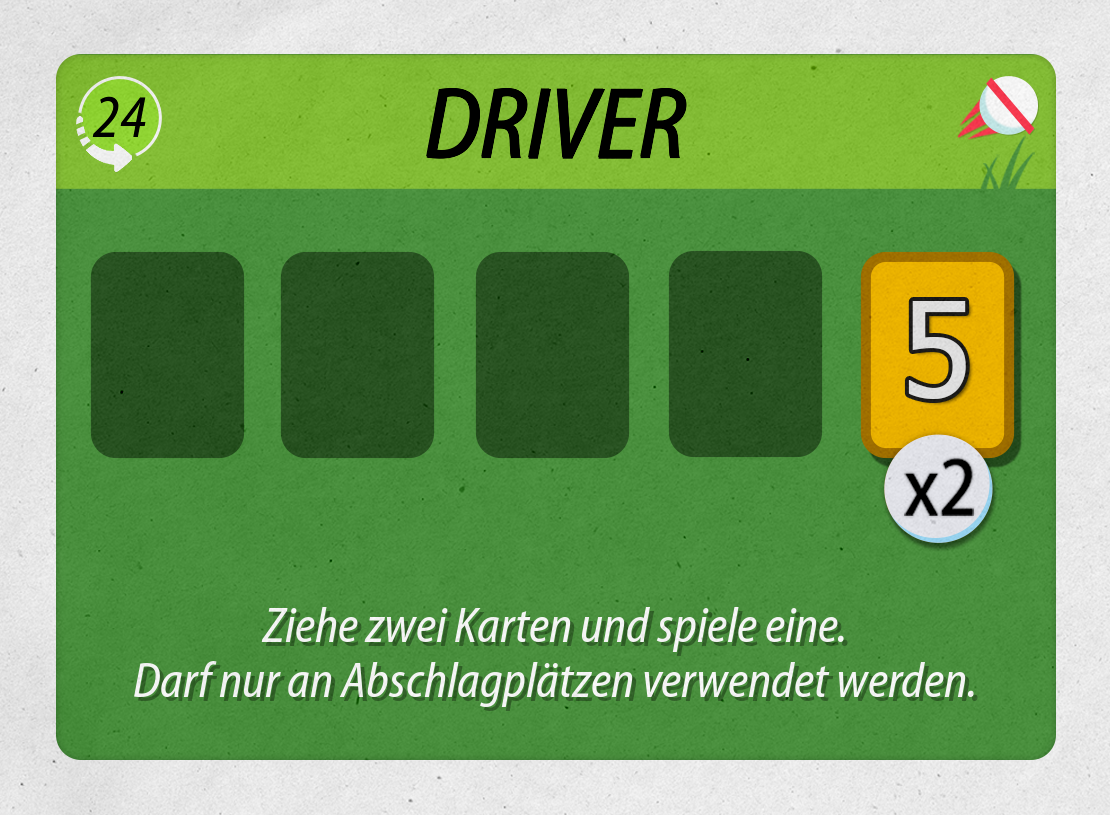 24
DRIVER
5
x2
Ziehe zwei Karten und spiele eine.
Darf nur an Abschlagplätzen verwendet werden.